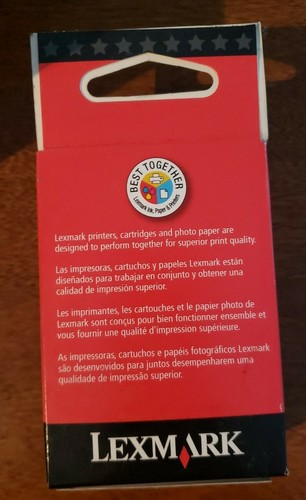 BEST TOGETHER
Lexmark Ink, Paper & Printers
Lexmark printers, cartridges and photo paper are
designed to perform together for superior print quality.
Las impresoras, cartuchos y papeles Lexmark están
diseñados para trabajar en conjunto y obtener una
calidad de impresión superior.
Les imprimantes, les cartouches et le papier photo de
Lexmark sont conçus pour bien fonctionner ensemble et
vous fournir une qualité d'impression supérieure.
As impressoras, cartuchos e papéis fotográficos Lexmark
são desenvolvidos para juntos desempenharem uma
qualidade de impressão superior.
LEXMARK